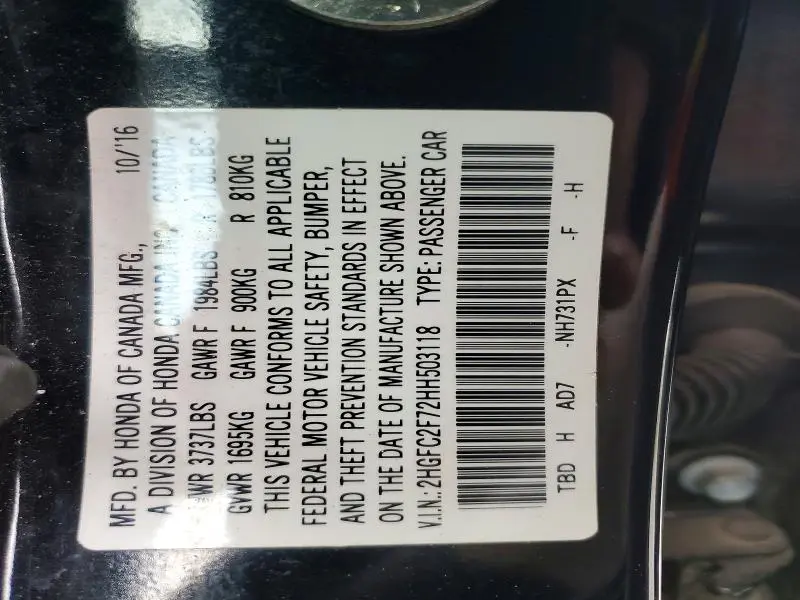 MFD. BY HONDA OF CANADA MFG., 10/'16
A DIVISION OF HONDA CANADA INC., CANADA
GVWR 3737LBS GAWR F 1984LBS R 1786LBS
GVWR 1695KG GAWR F 900KG R 810KG
THIS VEHICLE CONFORMS TO ALL APPLICABLE
FEDERAL MOTOR VEHICLE SAFETY, BUMPER,
AND THEFT PREVENTION STANDARDS IN EFFECT
ON THE DATE OF MANUFACTURE SHOWN ABOVE.
V.I.N.: 2HGFC2F72HH503118 TYPE: PASSENGER CAR
TBD H AD7 -NH731PX -F -H